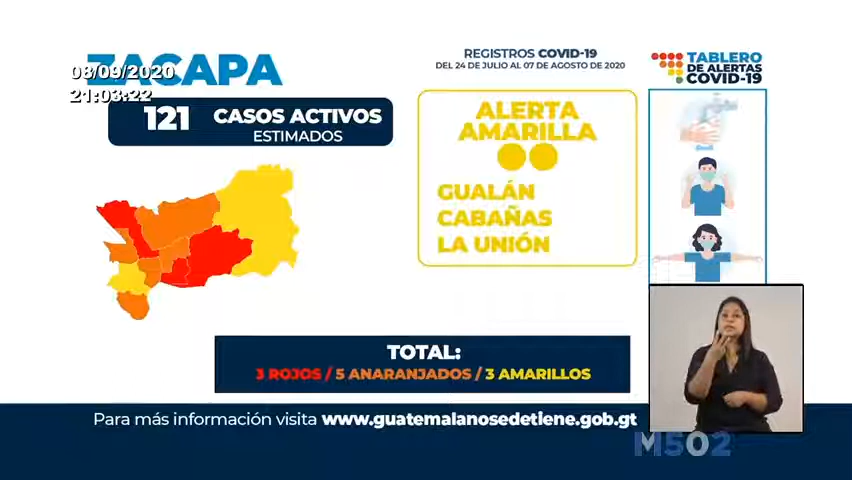 ZACAPA
08/09/2020
21:03:22
121 CASOS ACTIVOS
ESTIMADOS
REGISTROS COVID-19
DEL 24 DE JULIO AL 07 DE AGOSTO DE 2020
TABLERO
DE ALERTAS
COVID-19
ALERTA
AMARILLA
GUALÁN
CABAÑAS
LA UNIÓN
TOTAL:
3 ROJOS / 5 ANARANJADOS / 3 AMARILLOS
Para más información visita www.guatemalanosedetiene.gob.gt
M502